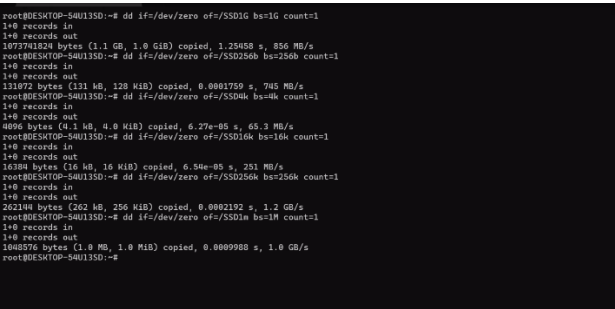 root@DESKTOP-54U13SD:~# dd if=/dev/zero of=/SSD1G bs=1G count=1
1+0 records in
1+0 records out
1073741824 bytes (1.1 GB, 1.0 GiB) copied, 1.25458 s, 856 MB/s
root@DESKTOP-54U13SD:~# dd if=/dev/zero of=/SSD256b bs=256b count=1
1+0 records in
1+0 records out
131072 bytes (131 kB, 128 KiB) copied, 0.0001759 s, 745 MB/s
root@DESKTOP-54U13SD:~# dd if=/dev/zero of=/SSD4k bs=4k count=1
1+0 records in
1+0 records out
4096 bytes (4.1 kB, 4.0 KiB) copied, 6.27e-05 s, 65.3 MB/s
root@DESKTOP-54U13SD:~# dd if=/dev/zero of=/SSD16k bs=16k count=1
1+0 records in
1+0 records out
16384 bytes (16 kB, 16 KiB) copied, 6.54e-05 s, 251 MB/s
root@DESKTOP-54U13SD:~# dd if=/dev/zero of=/SSD256k bs=256k count=1
1+0 records in
1+0 records out
262144 bytes (262 kB, 256 KiB) copied, 0.0002192 s, 1.2 GB/s
root@DESKTOP-54U13SD:~# dd if=/dev/zero of=/SSD1m bs=1M count=1
1+0 records in
1+0 records out
1048576 bytes (1.0 MB, 1.0 MiB) copied, 0.0009988 s, 1.0 GB/s
root@DESKTOP-54U13SD:~#